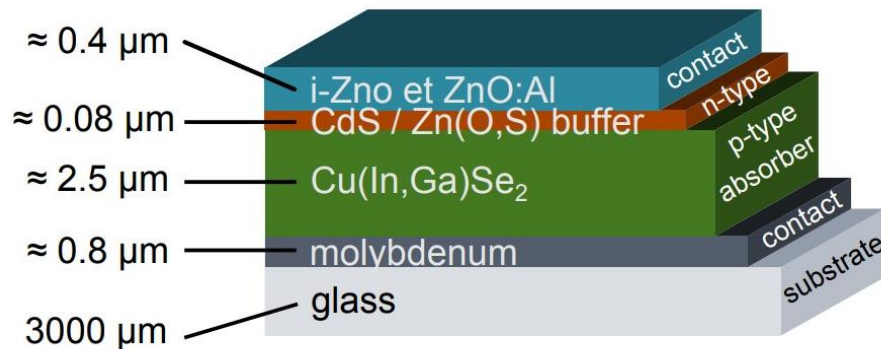 ≈ 0.4 µm
i-Zno et ZnO:Al
contact
≈ 0.08 µm
CdS / Zn(O,S) buffer
n-type
≈ 2.5 µm
Cu(In,Ga)Se₂
p-type
absorber
≈ 0.8 µm
molybdenum
contact
3000 µm
glass
substrate